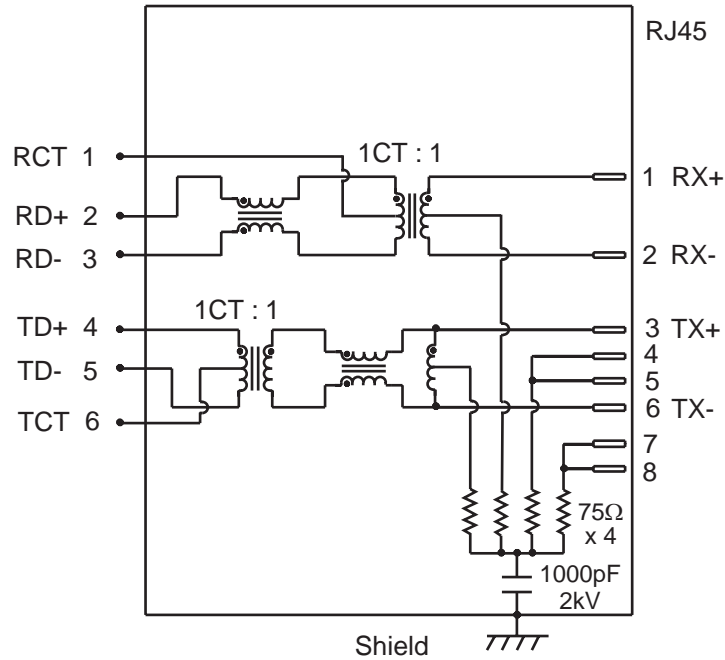 RJ45
RCT 1
1CT : 1
1 RX+
RD+ 2
RD- 3
2 RX-
1CT : 1
TD+ 4
3 TX+
4
TD- 5
5
TCT 6
6 TX-
7
8
75Ω
x 4
1000pF
2kV
Shield